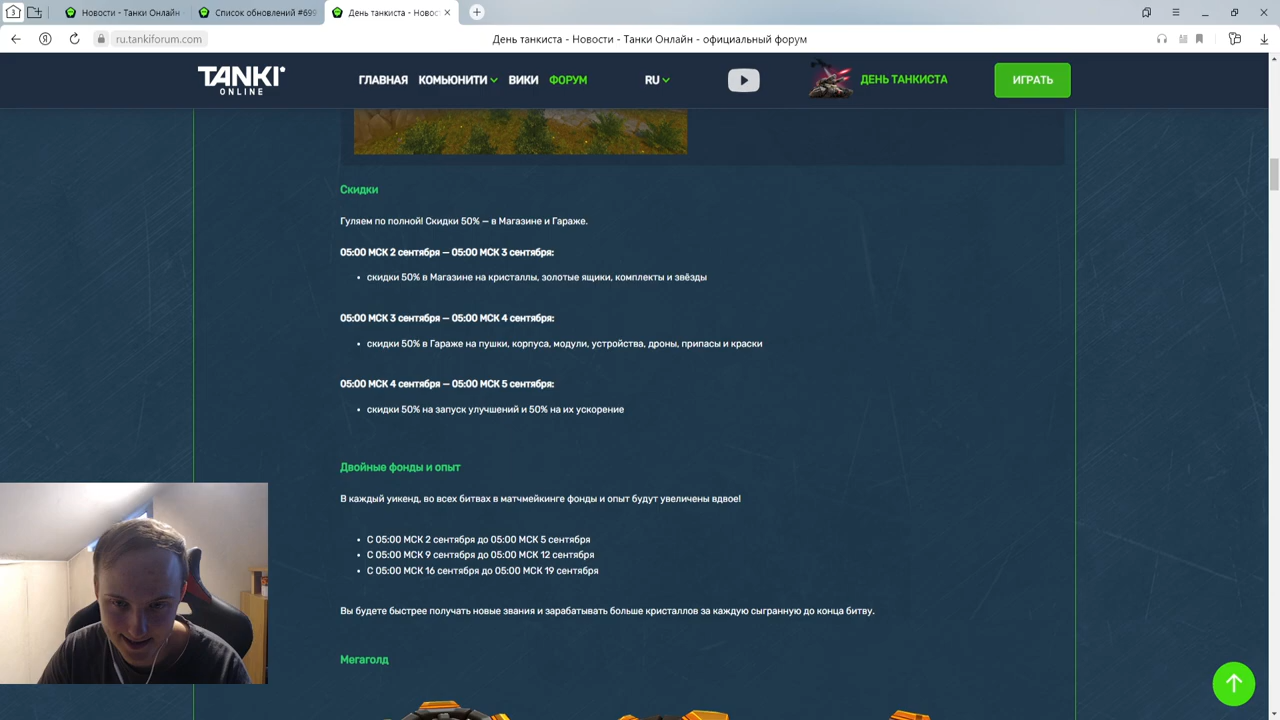 Новости - Танки Онлайн
Список обновлений #699
День танкиста - Новос
ru.tankiforum.com
День танкиста - Новости - Танки Онлайн - официальный форум
TANKI
ONLINE
ГЛАВНАЯ
КОМЬЮНИТИ
ВИКИ
ФОРУМ
RU
ДЕНЬ ТАНКИСТА
ИГРАТЬ
Скидки
Гуляем по полной! Скидки 50% — в Магазине и Гараже.
05:00 МСК 2 сентября — 05:00 МСК 3 сентября:
• скидки 50% в Магазине на кристаллы, золотые ящики, комплекты и звёзды
05:00 МСК 3 сентября — 05:00 МСК 4 сентября:
• скидки 50% в Гараже на пушки, корпуса, модули, устройства, дроны, припасы и краски
05:00 МСК 4 сентября — 05:00 МСК 5 сентября:
• скидки 50% на запуск улучшений и 50% на их ускорение
Двойные фонды и опыт
В каждый уикенд, во всех битвах в матчмейкинге фонды и опыт будут увеличены вдвое!
• С 05:00 МСК 2 сентября до 05:00 МСК 5 сентября
• С 05:00 МСК 9 сентября до 05:00 МСК 12 сентября
• С 05:00 МСК 16 сентября до 05:00 МСК 19 сентября
Вы будете быстрее получать новые звания и зарабатывать больше кристаллов за каждую сыгранную до конца битву.
Мегаголд